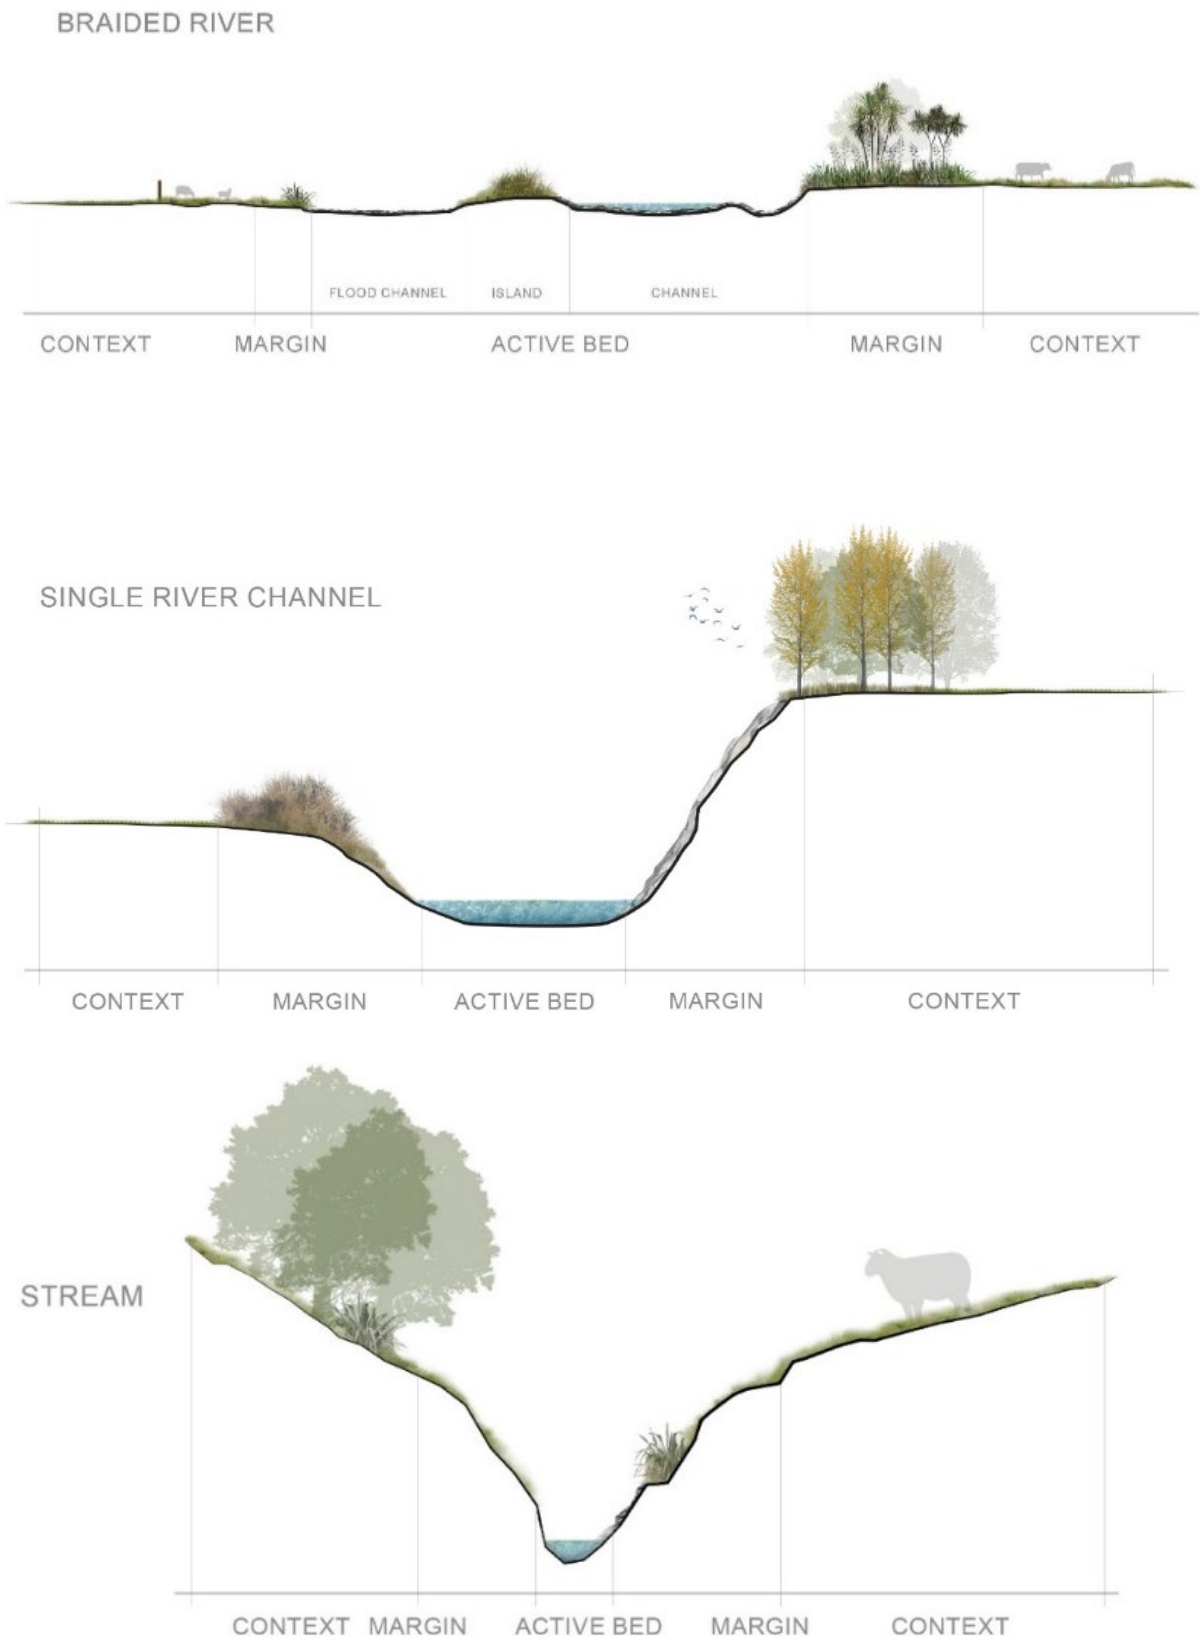 BRAIDED RIVER
FLOOD CHANNEL ISLAND CHANNEL
CONTEXT MARGIN ACTIVE BED MARGIN CONTEXT
SINGLE RIVER CHANNEL
CONTEXT MARGIN ACTIVE BED MARGIN CONTEXT
STREAM
CONTEXT MARGIN ACTIVE BED MARGIN CONTEXT